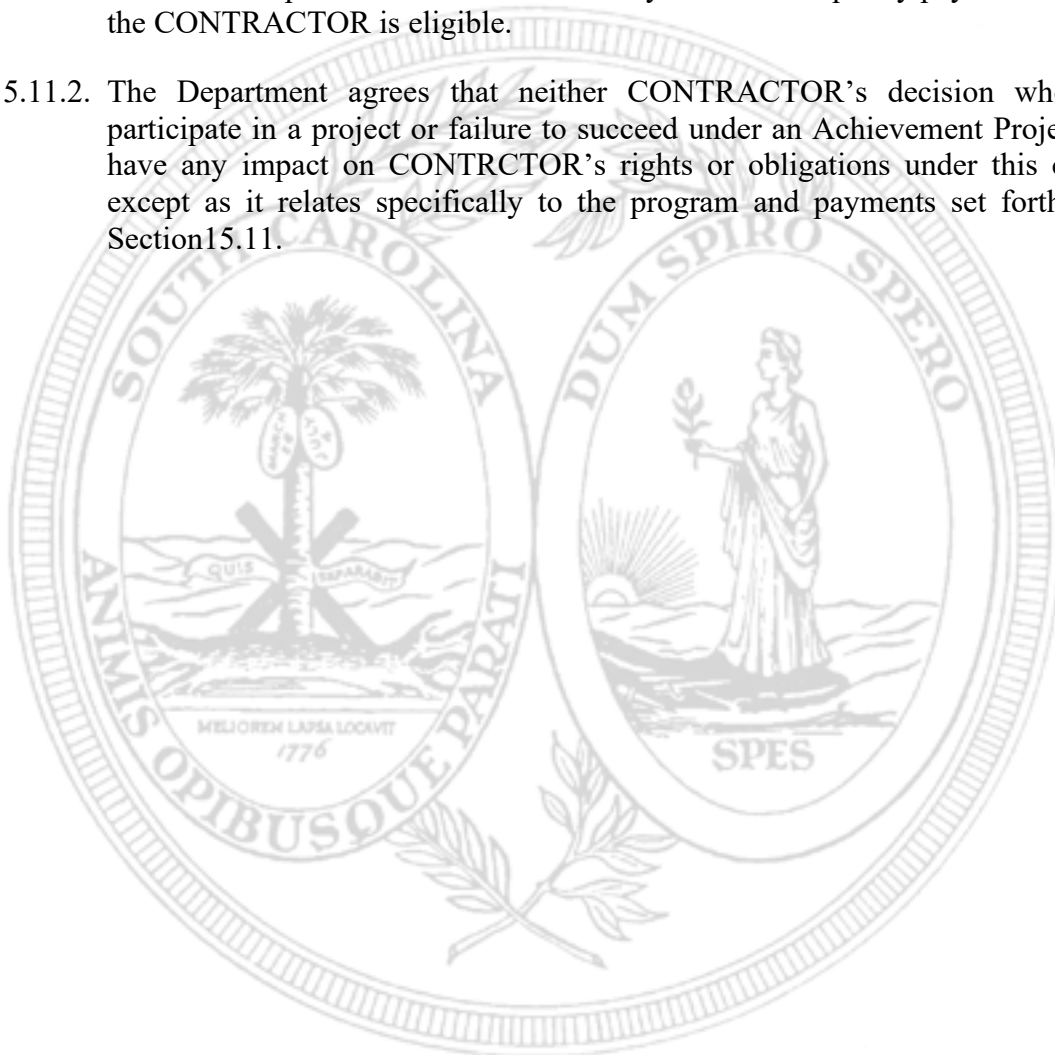 the CONTRACTOR is eligible.
5.11.2. The Department agrees that neither CONTRACTOR’s decision whe
participate in a project or failure to succeed under an Achievement Proje
have any impact on CONTRCTOR’s rights or obligations under this
except as it relates specifically to the program and payments set forth
Section15.11.
SOUTH CAROLINA
DUM SPIRO SPERO
QUIS SEPARABIT
MELIOREM LAPSA LOCAVIT
1776
SPES
ANIMIS OPIBUSQUE PARATI